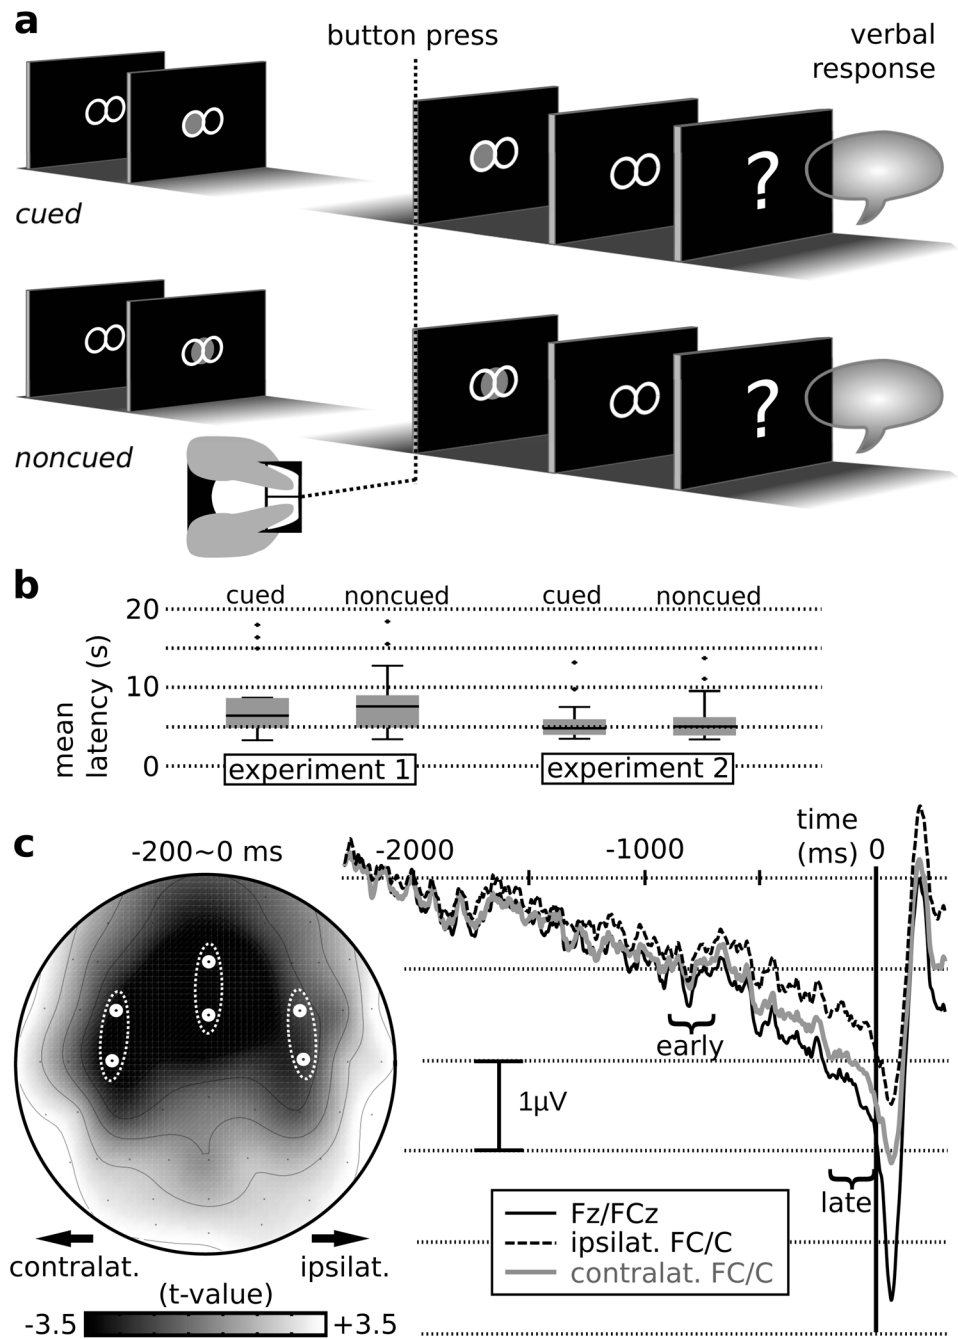 a
button press
verbal
response
?
cued
?
noncued
b
cued noncued cued noncued
20
10
0
mean
latency (s)
experiment 1 experiment 2
c
-200~0 ms
-2000 -1000 time
(ms) 0
early
1µV
late
Fz/FCz
ipsilat. FC/C
contralat. FC/C
contralat. ipsilat.
(t-value)
-3.5 +3.5